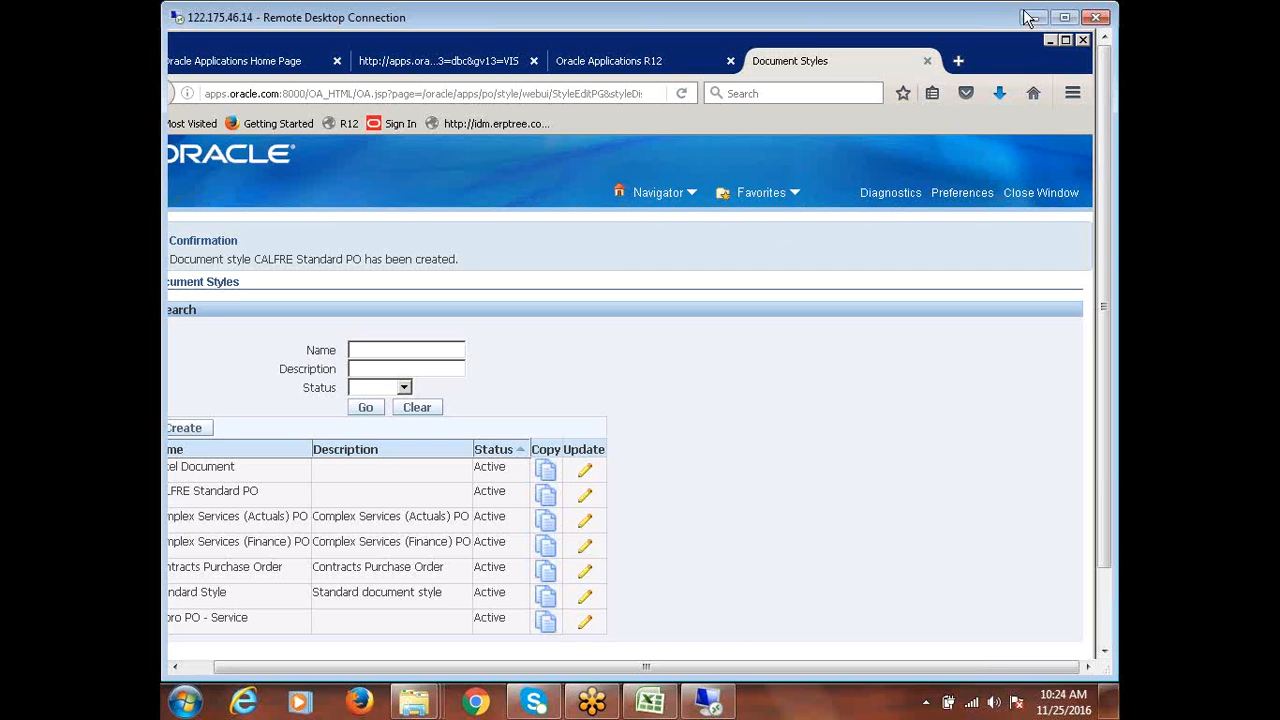 122.175.46.14 - Remote Desktop Connection
Oracle Applications Home Page
http://apps.ora...3=dbc&gv13=VIS
Oracle Applications R12
Document Styles
apps.oracle.com:8000/OA_HTML/OA.jsp?page=/oracle/apps/po/style/webui/StyleEditPG&styleDi:
Search
Most Visited
Getting Started
R12
Sign In
http://idm.erptree.co...
ORACLE
Navigator
Favorites
Diagnostics
Preferences
Close Window
Confirmation
Document style CALFRE Standard PO has been created.
cument Styles
earch
Name
Description
Status
Go
Clear
Create
me
Description
Status
Copy
Update
el Document
Active
LFRE Standard PO
Active
mplex Services (Actuals) PO
Complex Services (Actuals) PO
Active
mplex Services (Finance) PO
Complex Services (Finance) PO
Active
ntracts Purchase Order
Contracts Purchase Order
Active
ndard Style
Standard document style
Active
pro PO - Service
Active
10:24 AM
11/25/2016